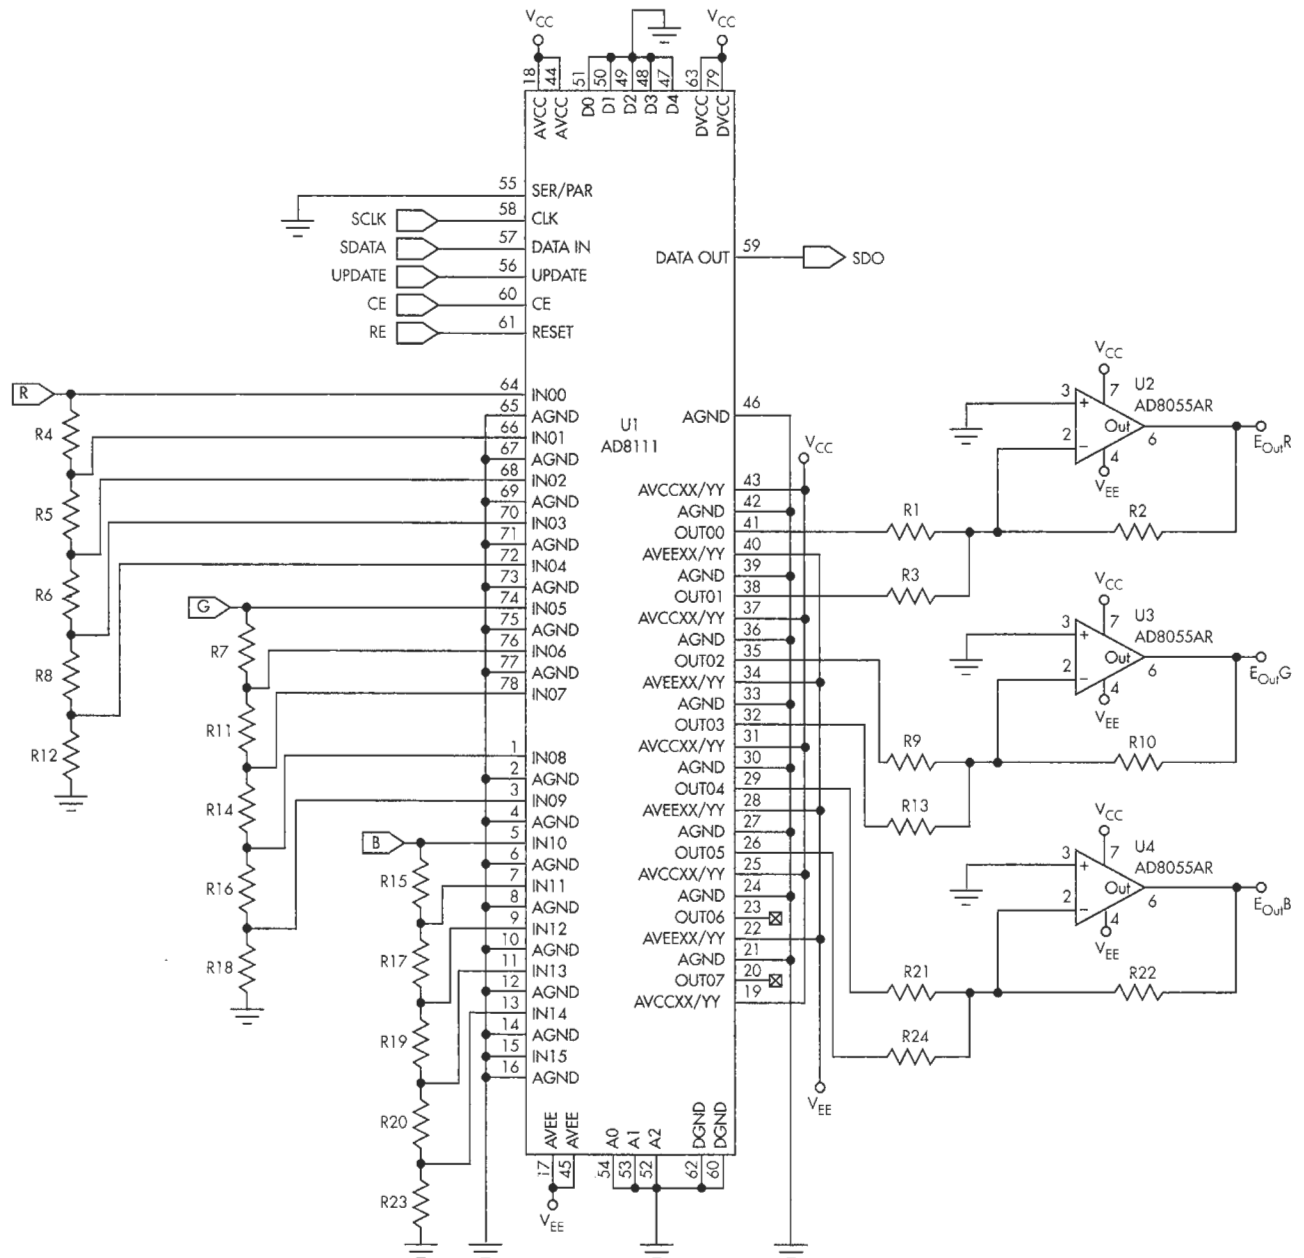 VCC
VCC
18
44
51
50
49
48
47
63
79
AVCC
AVCC
D0
D1
D2
D3
D4
DVCC
DVCC
55 SER/PAR
SCLK 58 CLK
SDATA 57 DATA IN
DATA OUT 59 SDO
UPDATE 56 UPDATE
CE 60 CE
RE 61 RESET
R 64 IN00
65 AGND
66 IN01
67 AGND
68 IN02
69 AGND
70 IN03
71 AGND
72 IN04
73 AGND
G 74 IN05
75 AGND
76 IN06
77 AGND
78 IN07
1 IN08
2 AGND
3 IN09
4 AGND
B 5 IN10
6 AGND
7 IN11
8 AGND
9 IN12
10 AGND
11 IN13
12 AGND
13 IN14
14 AGND
15 IN15
16 AGND
R4
R5
R6
R8
R12
R7
R11
R14
R16
R18
R15
R17
R19
R20
R23
U1
AD8111
AGND 46
VCC
AVCCXX/YY 43
AGND 42
OUT00 41
AVEEXX/YY 40
AGND 39
OUT01 38
AVCCXX/YY 37
AGND 36
OUT02 35
AVEEXX/YY 34
AGND 33
OUT03 32
AVCCXX/YY 31
AGND 30
OUT04 29
AVEEXX/YY 28
AGND 27
OUT05 26
AVCCXX/YY 25
AGND 24
OUT06 23
AVEEXX/YY 22
AGND 21
OUT07 20
AVCCXX/YY 19
VEE
VCC
U2
AD8055AR
3 + 7
Out 6
2 − 4
VEE
EOutR
R1
R2
R3
VCC
U3
AD8055AR
3 + 7
Out 6
2 − 4
VEE
EOutG
R9
R10
R13
VCC
U4
AD8055AR
3 + 7
Out 6
2 − 4
VEE
EOutB
R21
R22
R24
AVEE
AVEE
A0
A1
A2
DGND
DGND
17
45
54
53
52
62
60
VEE